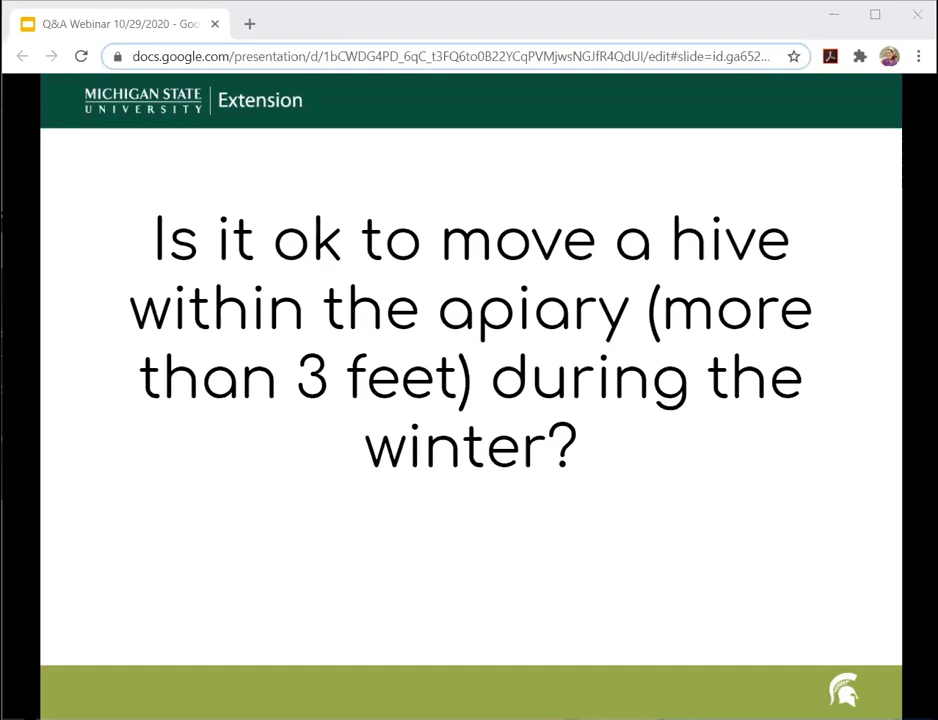 Q&A Webinar 10/29/2020 - Goo
docs.google.com/presentation/d/1bCWDG4PD_6qC_t3FQ6to0B22YCqPVMjwsNGJfR4QdUI/edit#slide=id.ga652...
MICHIGAN STATE
UNIVERSITY
Extension
Is it ok to move a hive
within the apiary (more
than 3 feet) during the
winter?